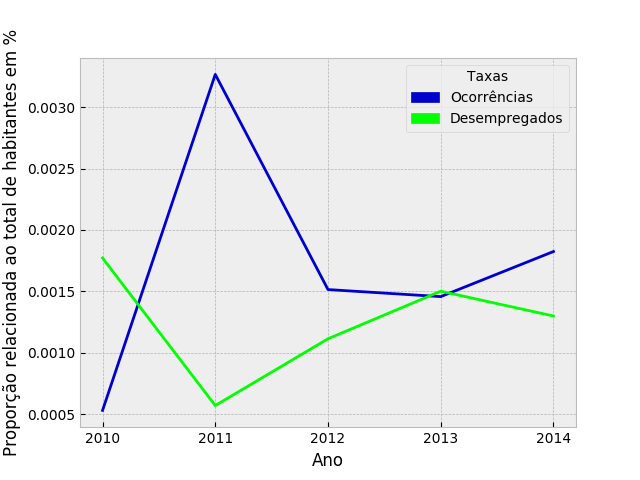 Proporção relacionada ao total de habitantes em %
0.0030
0.0025
0.0020
0.0015
0.0010
0.0005
Taxas
Ocorrências
Desempregados
2010 2011 2012 2013 2014
Ano